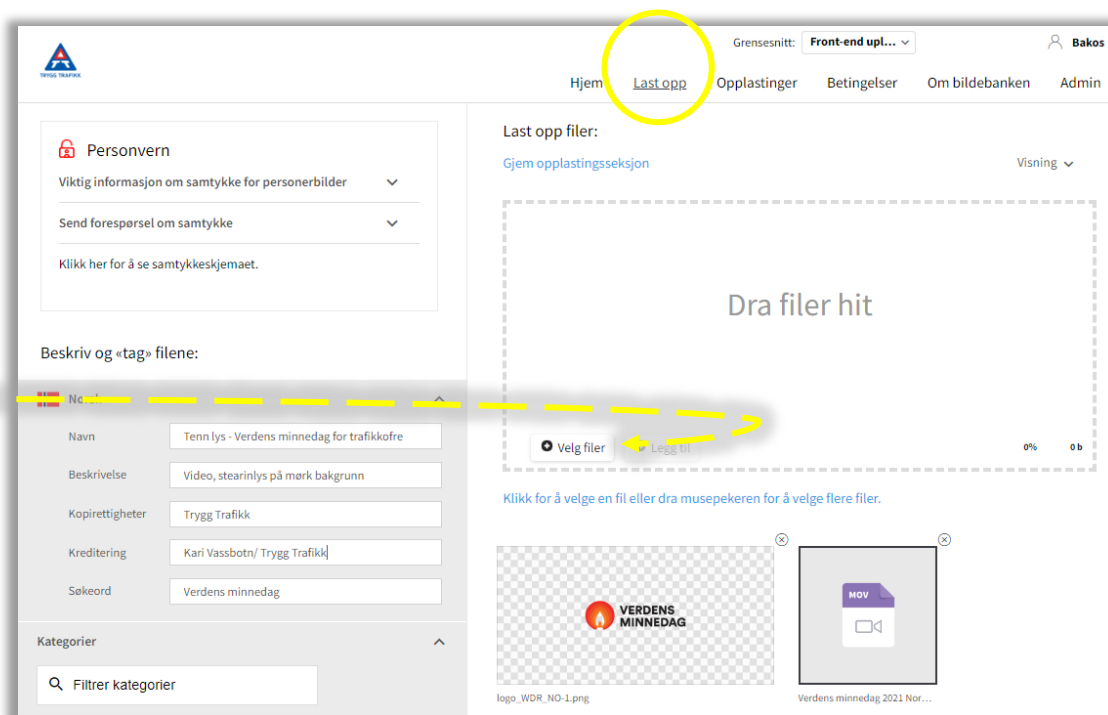 TRYGG TRAFIKK
Grensesnitt: Front-end upl...
Bakos
Hjem Last opp Opplastinger Betingelser Om bildebanken Admin
Personvern
Viktig informasjon om samtykke for personerbilder
Send forespørsel om samtykke
Klikk her for å se samtykkeskjemaet.
Last opp filer:
Gjem opplastingsseksjon
Visning
Dra filer hit
Velg filer
Legg til
0% 0 b
Klikk for å velge en fil eller dra musepekeren for å velge flere filer.
Beskriv og «tag» filene:
Norsk
Navn Tenn lys - Verdens minnedag for trafikkofre
Beskrivelse Video, stearinlys på mørk bakgrunn
Kopirettigheter Trygg Trafikk
Kreditering Kari Vassbotn/ Trygg Trafikk
Søkeord Verdens minnedag
Kategorier
Filtrer kategorier
VERDENS
MINNEDAG
logo_WDR_NO-1.png
MOV
Verdens minnedag 2021 Nor...